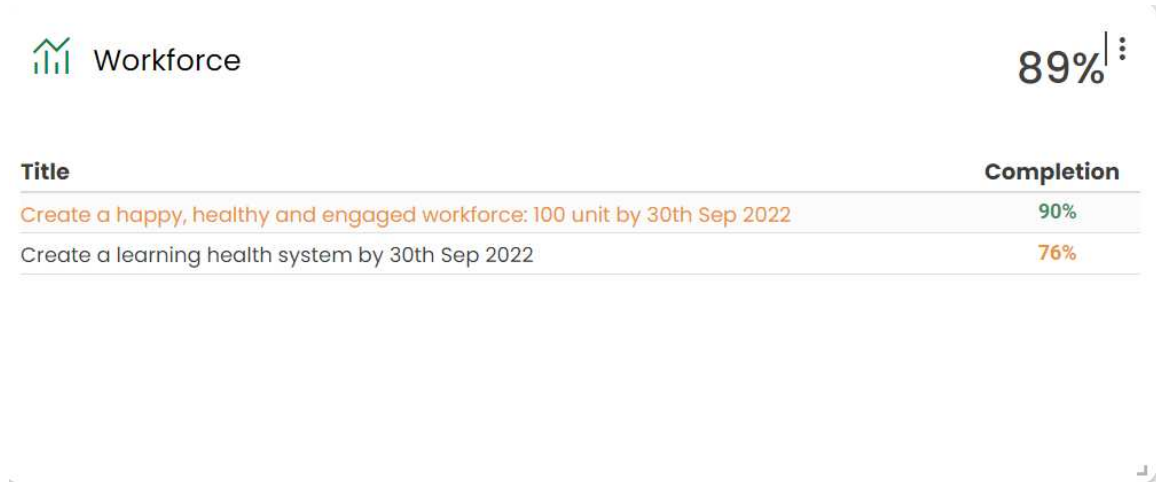 Workforce
89%
Title Completion
Create a happy, healthy and engaged workforce: 100 unit by 30th Sep 2022 90%
Create a learning health system by 30th Sep 2022 76%